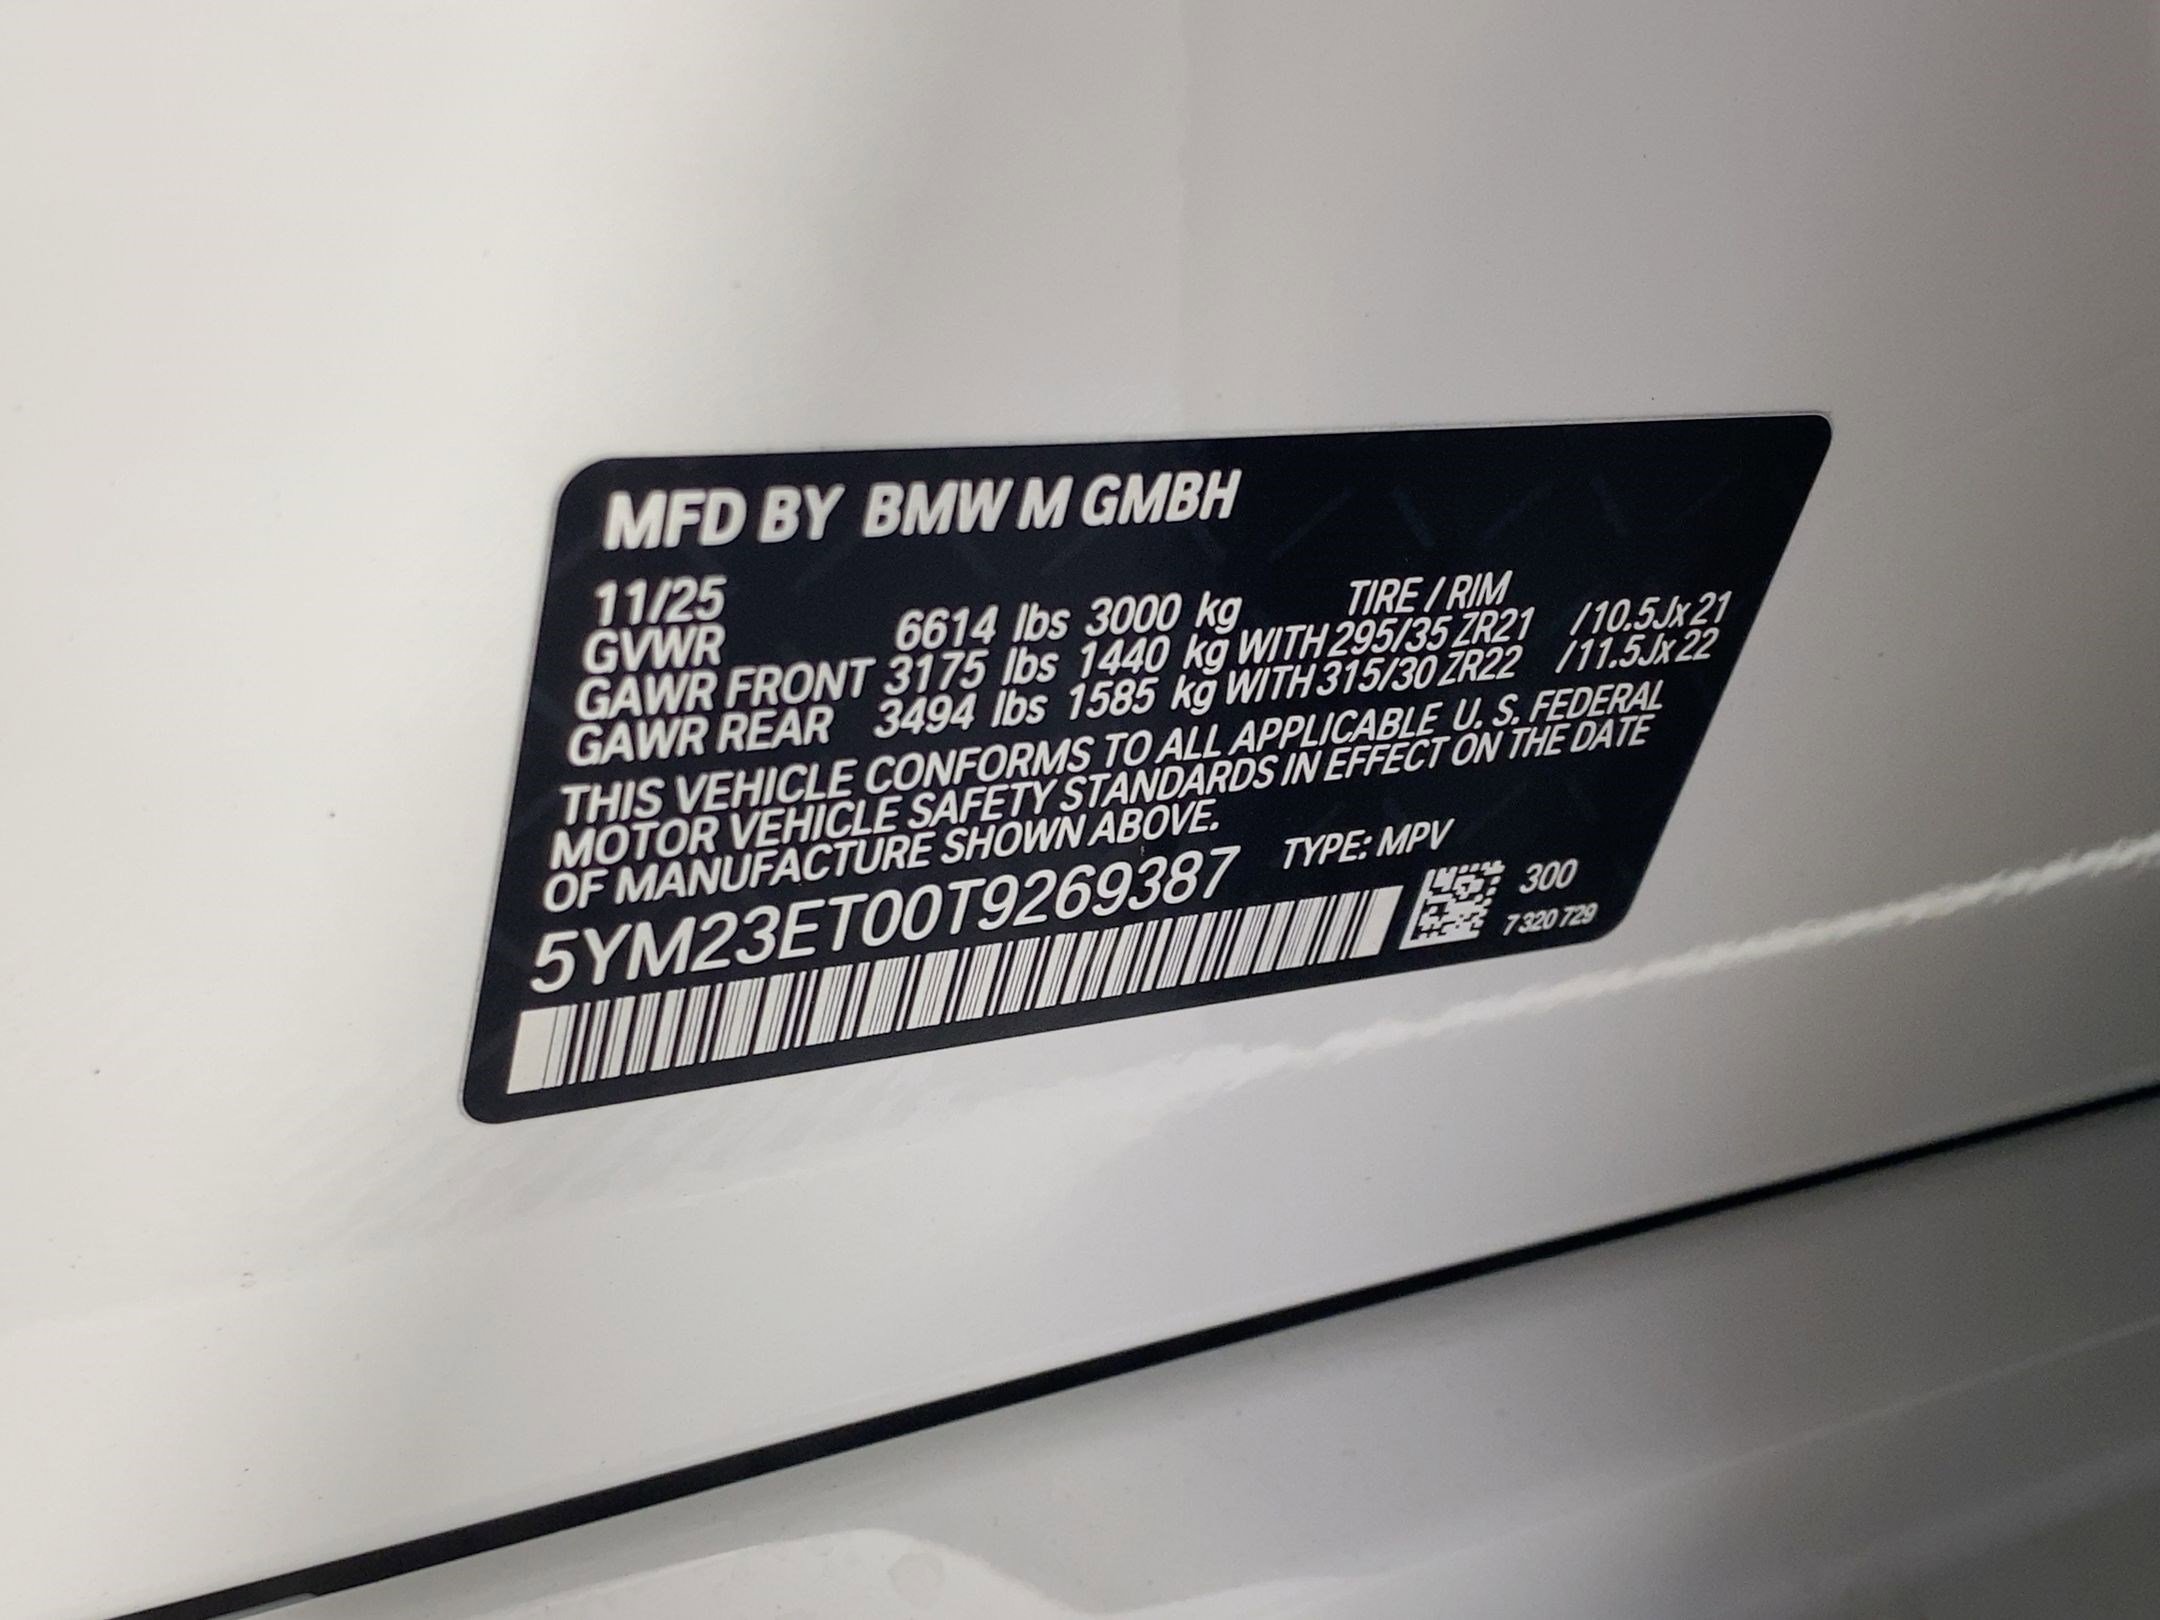 MFD BY BMW M GMBH
11/25
GVWR 6614 lbs 3000 kg TIRE / RIM
GAWR FRONT 3175 lbs 1440 kg WITH 295/35 ZR21 /10.5Jx21
GAWR REAR 3494 lbs 1585 kg WITH 315/30 ZR22 /11.5Jx22
THIS VEHICLE CONFORMS TO ALL APPLICABLE U. S. FEDERAL
MOTOR VEHICLE SAFETY STANDARDS IN EFFECT ON THE DATE
OF MANUFACTURE SHOWN ABOVE.
5YM23ET00T9269387 TYPE: MPV
300
7 320 729